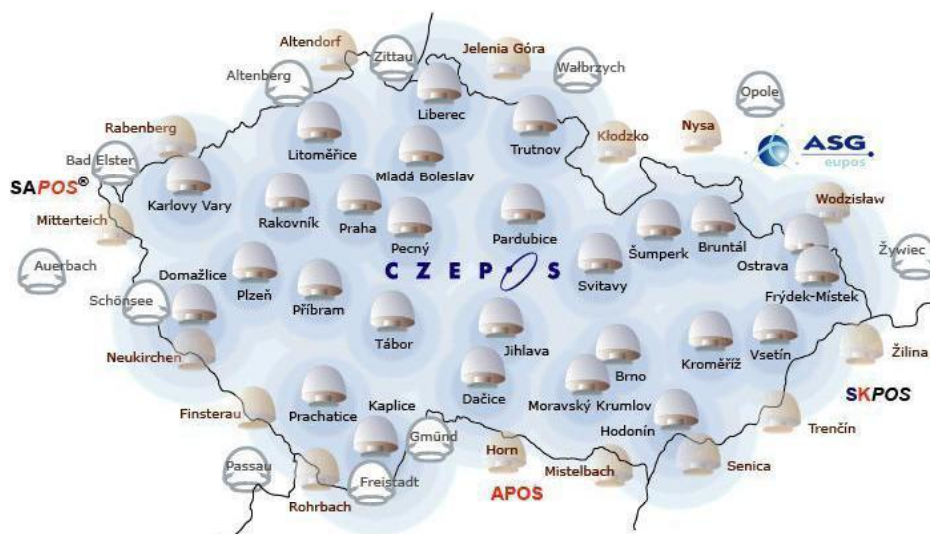 Altendorf
Zittau
Jelenia Góra
Altenberg
Wałbrzych
Opole
Liberec
Rabenberg
Litoměřice
Trutnov
Kłodzko
Nysa
ASG
eupos
Bad Elster
Mladá Boleslav
SAPOS®
Karlovy Vary
Wodzisław
Mitterteich
Rakovník
Praha
Pecný
Pardubice
Šumperk
Bruntál
Ostrava
Żywiec
Auerbach
Domažlice
CZEPOS
Svitavy
Frýdek-Místek
Schönsee
Plzeň
Příbram
Tábor
Jihlava
Neukirchen
Brno
Kroměříž
Vsetín
Žilina
SKPOS
Finsterau
Prachatice
Kaplice
Dačice
Moravský Krumlov
Hodonín
Trenčín
Gmünd
Passau
Horn
Mistelbach
Senica
Rohrbach
Freistadt
APOS